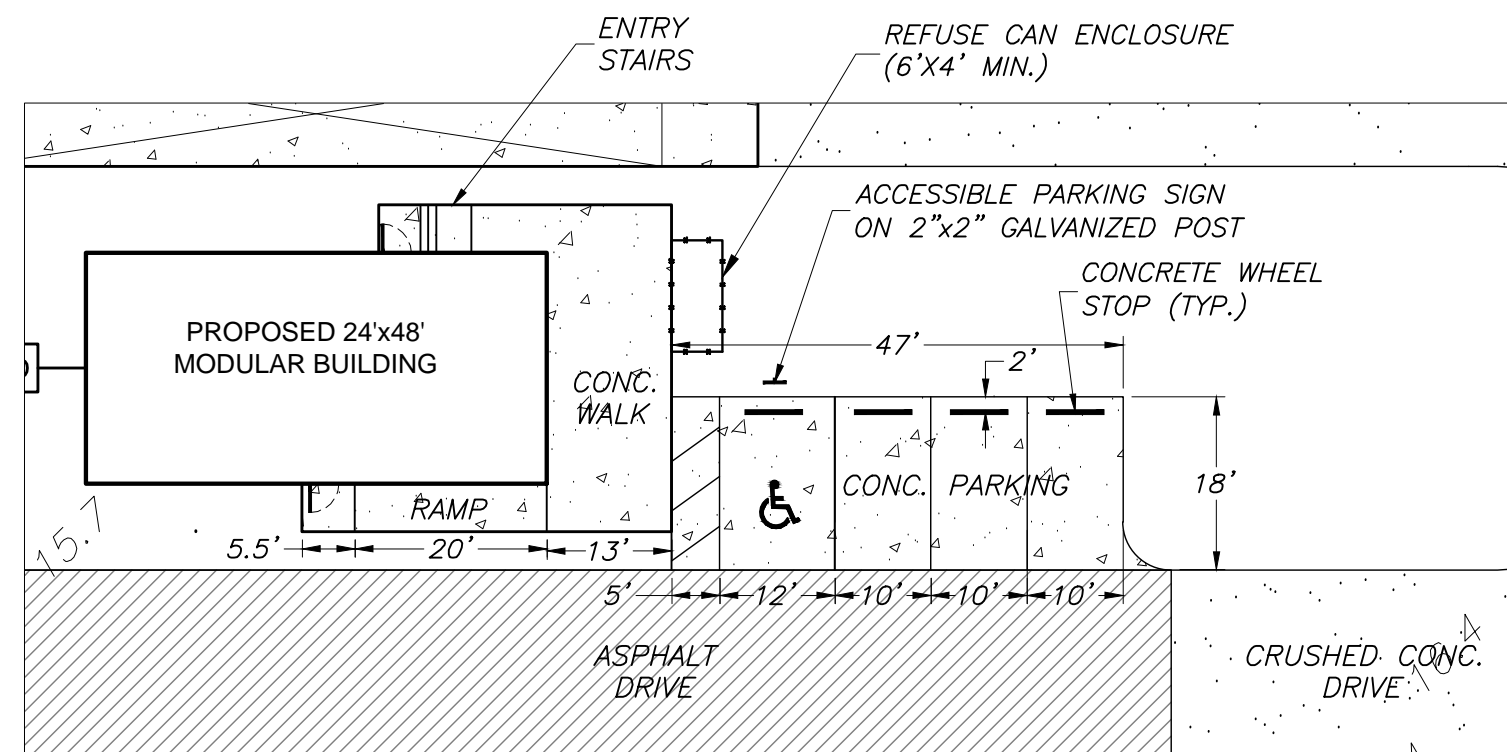 ENTRY
STAIRS
REFUSE CAN ENCLOSURE
(6'X4' MIN.)
ACCESSIBLE PARKING SIGN
ON 2"x2" GALVANIZED POST
CONCRETE WHEEL
STOP (TYP.)
PROPOSED 24'x48'
MODULAR BUILDING
47'
2'
CONC.
WALK
18'
CONC. PARKING
RAMP
15.7
5.5'
20'
13'
5'
12'
10'
10'
10'
ASPHALT
DRIVE
CRUSHED CONC.
DRIVE